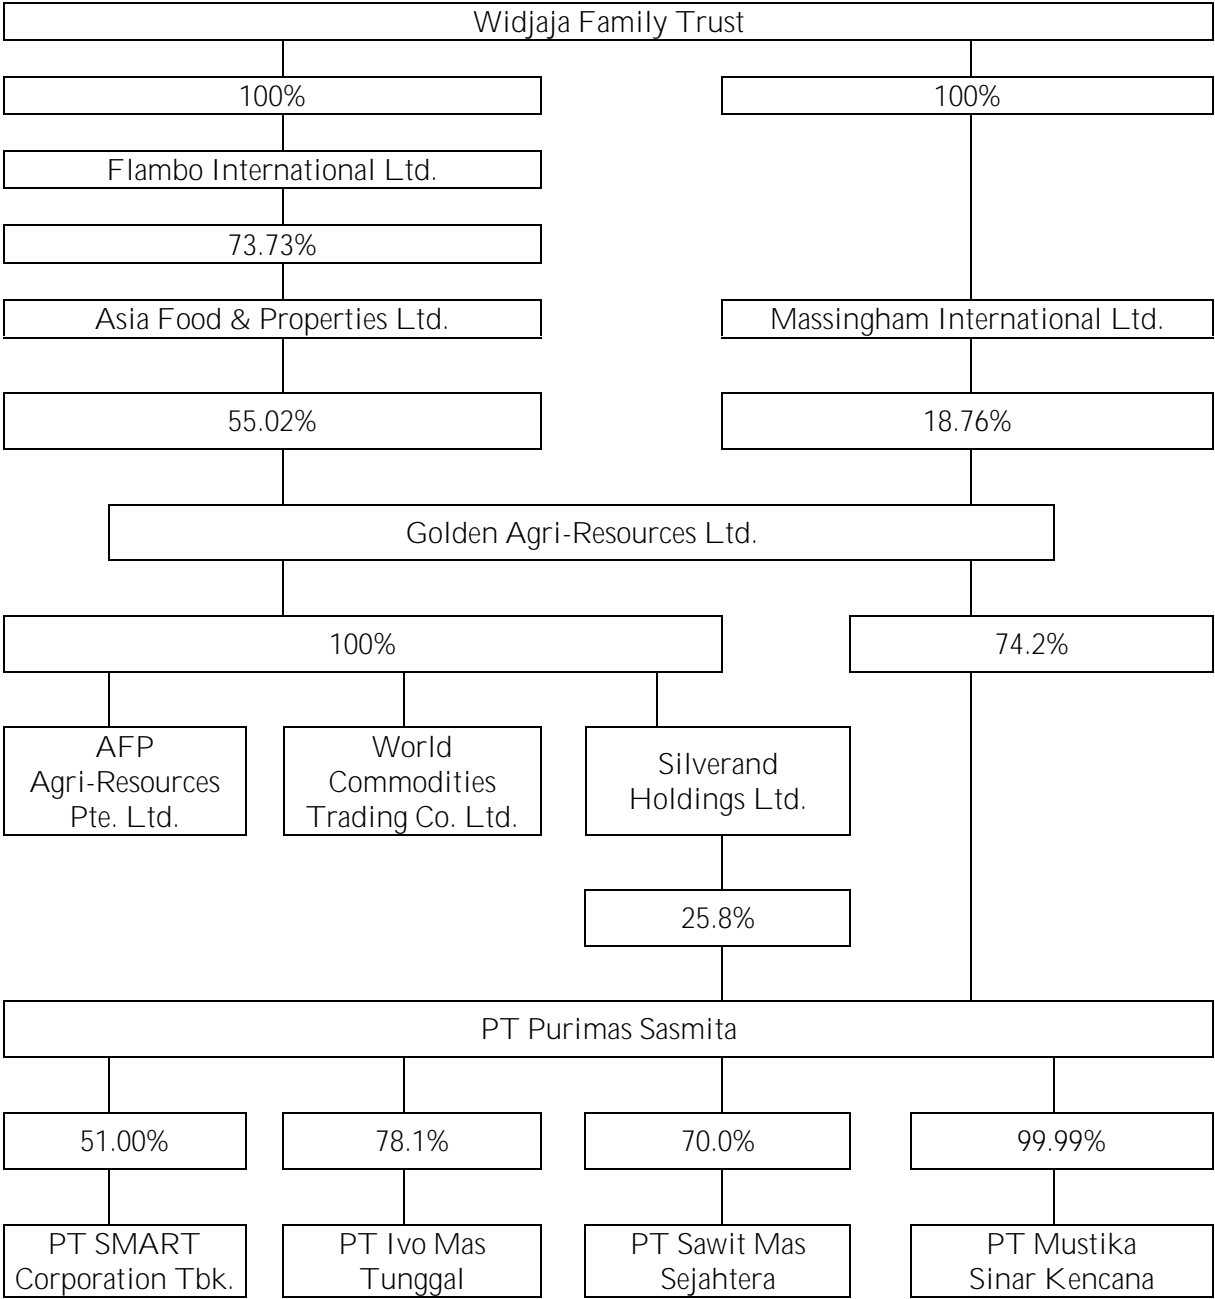 Widjaja Family Trust
100%
100%
Flambo International Ltd.
73.73%
Asia Food & Properties Ltd.
Massingham International Ltd.
55.02%
18.76%
Golden Agri-Resources Ltd.
100%
74.2%
AFP
Agri-Resources
Pte. Ltd.
World
Commodities
Trading Co. Ltd.
Silverand
Holdings Ltd.
25.8%
PT Purimas Sasmita
51.00%
78.1%
70.0%
99.99%
PT SMART
Corporation Tbk.
PT Ivo Mas
Tunggal
PT Sawit Mas
Sejahtera
PT Mustika
Sinar Kencana